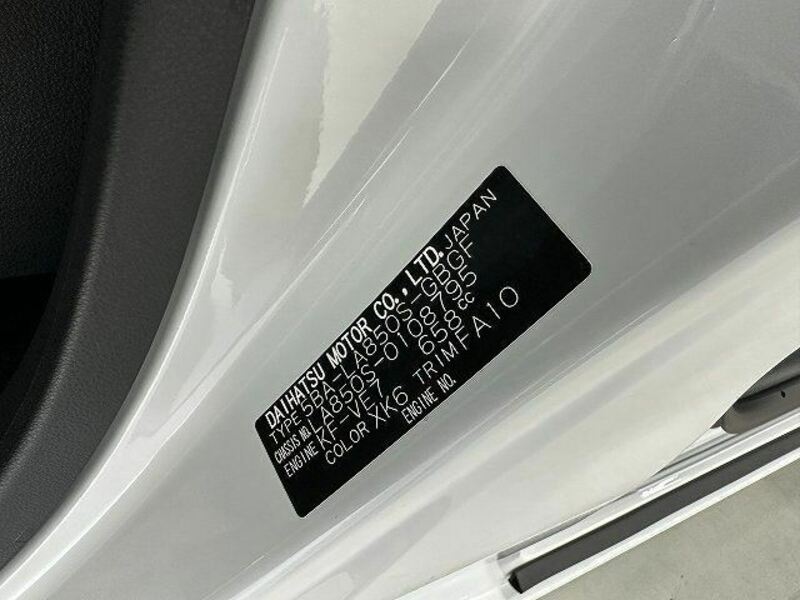 DAIHATSU MOTOR CO., LTD. JAPAN
TYPE 5BA-LA850S-GBGF
CHASSIS NO. LA850S-0108795
ENGINE KF-VE7 658cc
COLOR XK6 TRIM FA10
ENGINE NO.